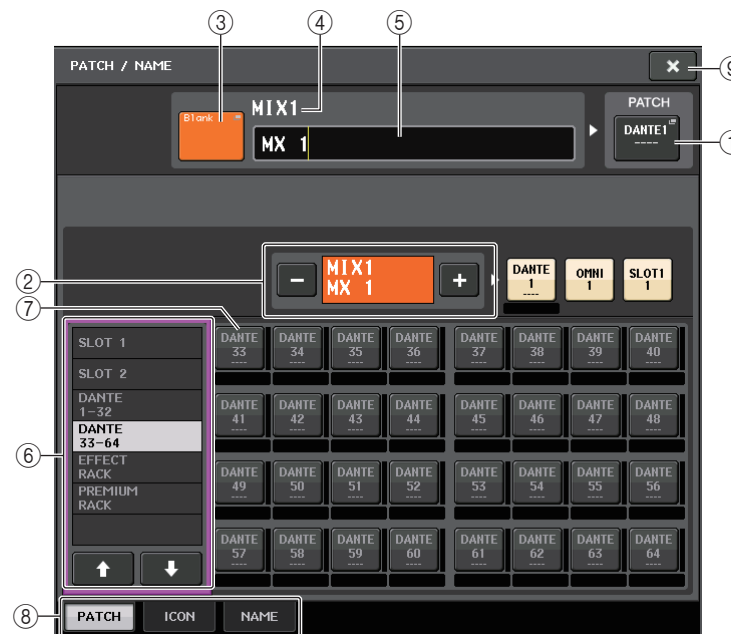 ③ ④ ⑤
PATCH / NAME
×
⑨
Blank
MIX1
MX 1
PATCH
DANTE1
----
②
−
MIX1
MX 1
+
DANTE
1
----
OMNI
1
SLOT1
1
⑦
SLOT 1
SLOT 2
DANTE
1-32
DANTE
33-64
EFFECT
RACK
PREMIUM
RACK
⑥
DANTE 33 ---- DANTE 34 ---- DANTE 35 ---- DANTE 36 ---- DANTE 37 ---- DANTE 38 ---- DANTE 39 ---- DANTE 40 ----
DANTE 41 ---- DANTE 42 ---- DANTE 43 ---- DANTE 44 ---- DANTE 45 ---- DANTE 46 ---- DANTE 47 ---- DANTE 48 ----
DANTE 49 ---- DANTE 50 ---- DANTE 51 ---- DANTE 52 ---- DANTE 53 ---- DANTE 54 ---- DANTE 55 ---- DANTE 56 ----
DANTE 57 ---- DANTE 58 ---- DANTE 59 ---- DANTE 60 ---- DANTE 61 ---- DANTE 62 ---- DANTE 63 ---- DANTE 64 ----
⑧
PATCH ICON NAME